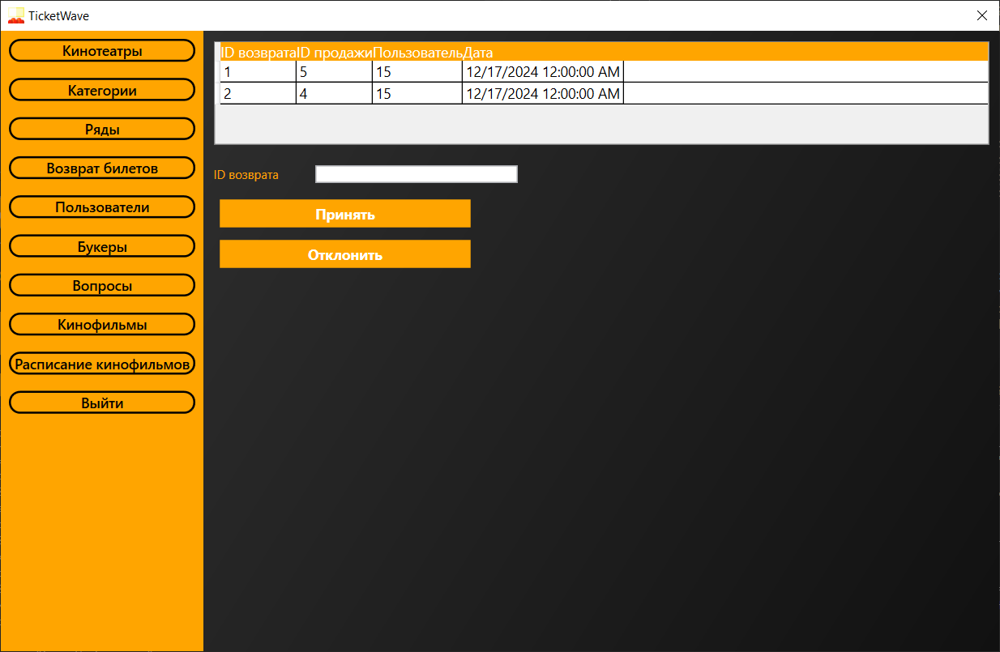 TicketWave
Кинотеатры
Категории
Ряды
Возврат билетов
Пользователи
Букеры
Вопросы
Кинофильмы
Расписание кинофильмов
Выйти
ID возврата ID продажи Пользователь Дата
1 5 15 12/17/2024 12:00:00 AM
2 4 15 12/17/2024 12:00:00 AM
ID возврата
Принять
Отклонить